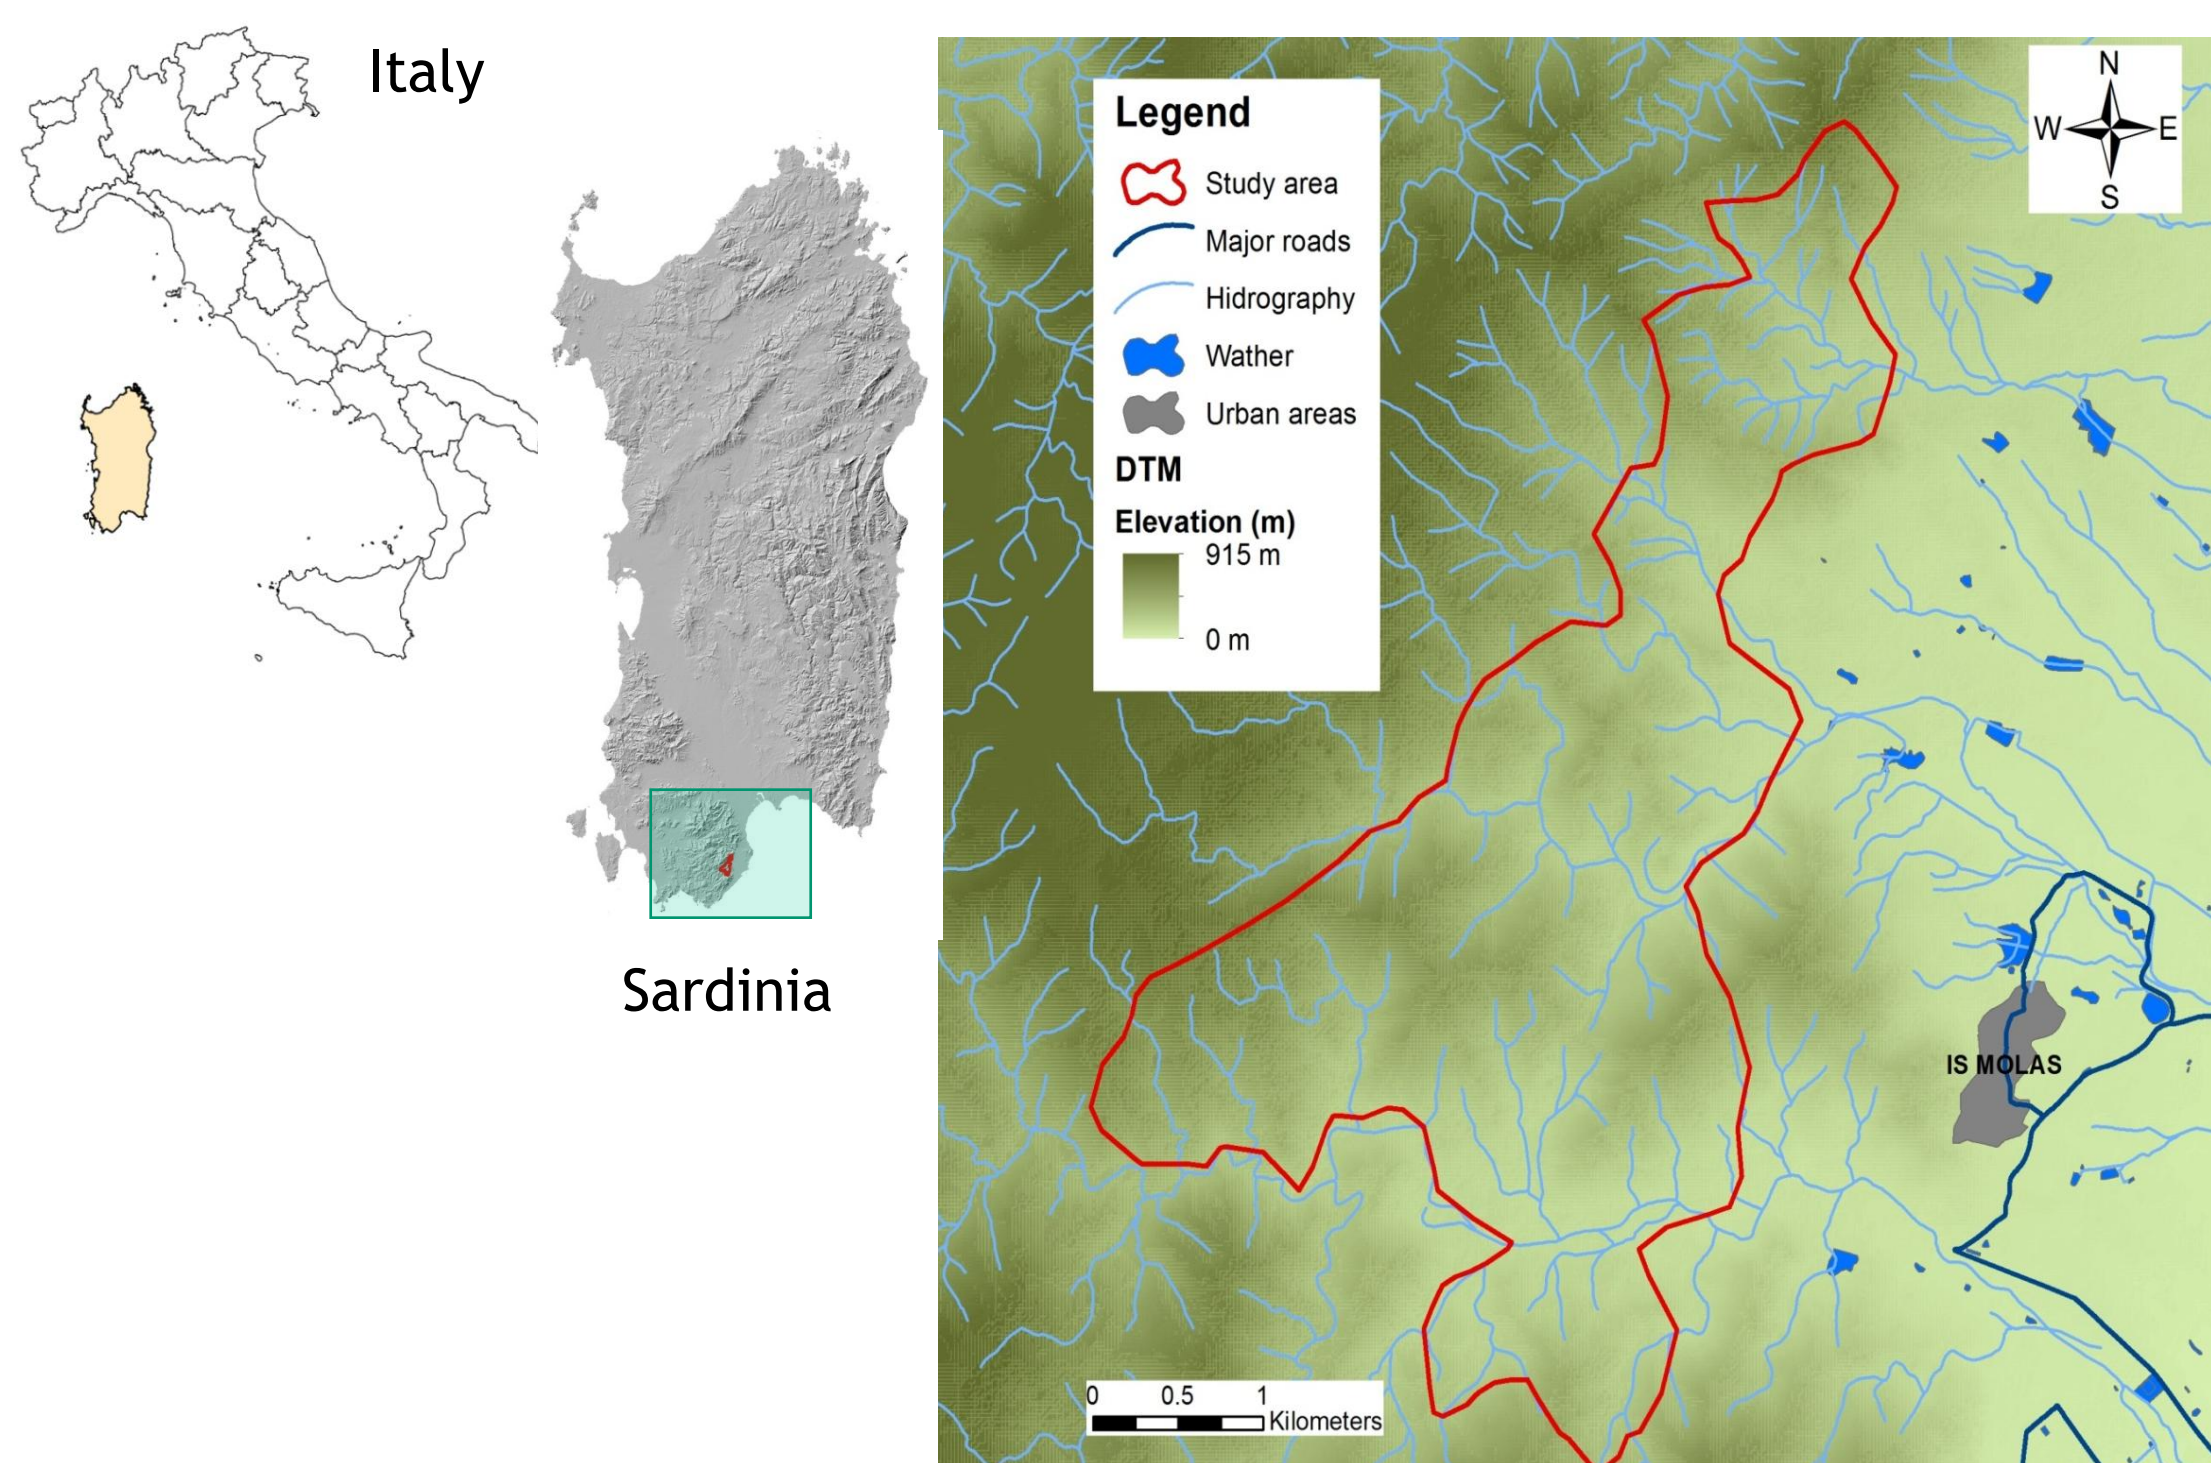 Italy
Sardinia
Legend
Study area
Major roads
Hidrography
Wather
Urban areas
DTM
Elevation (m)
915 m
0 m
N
W E
S
IS MOLAS
0 0.5 1
Kilometers